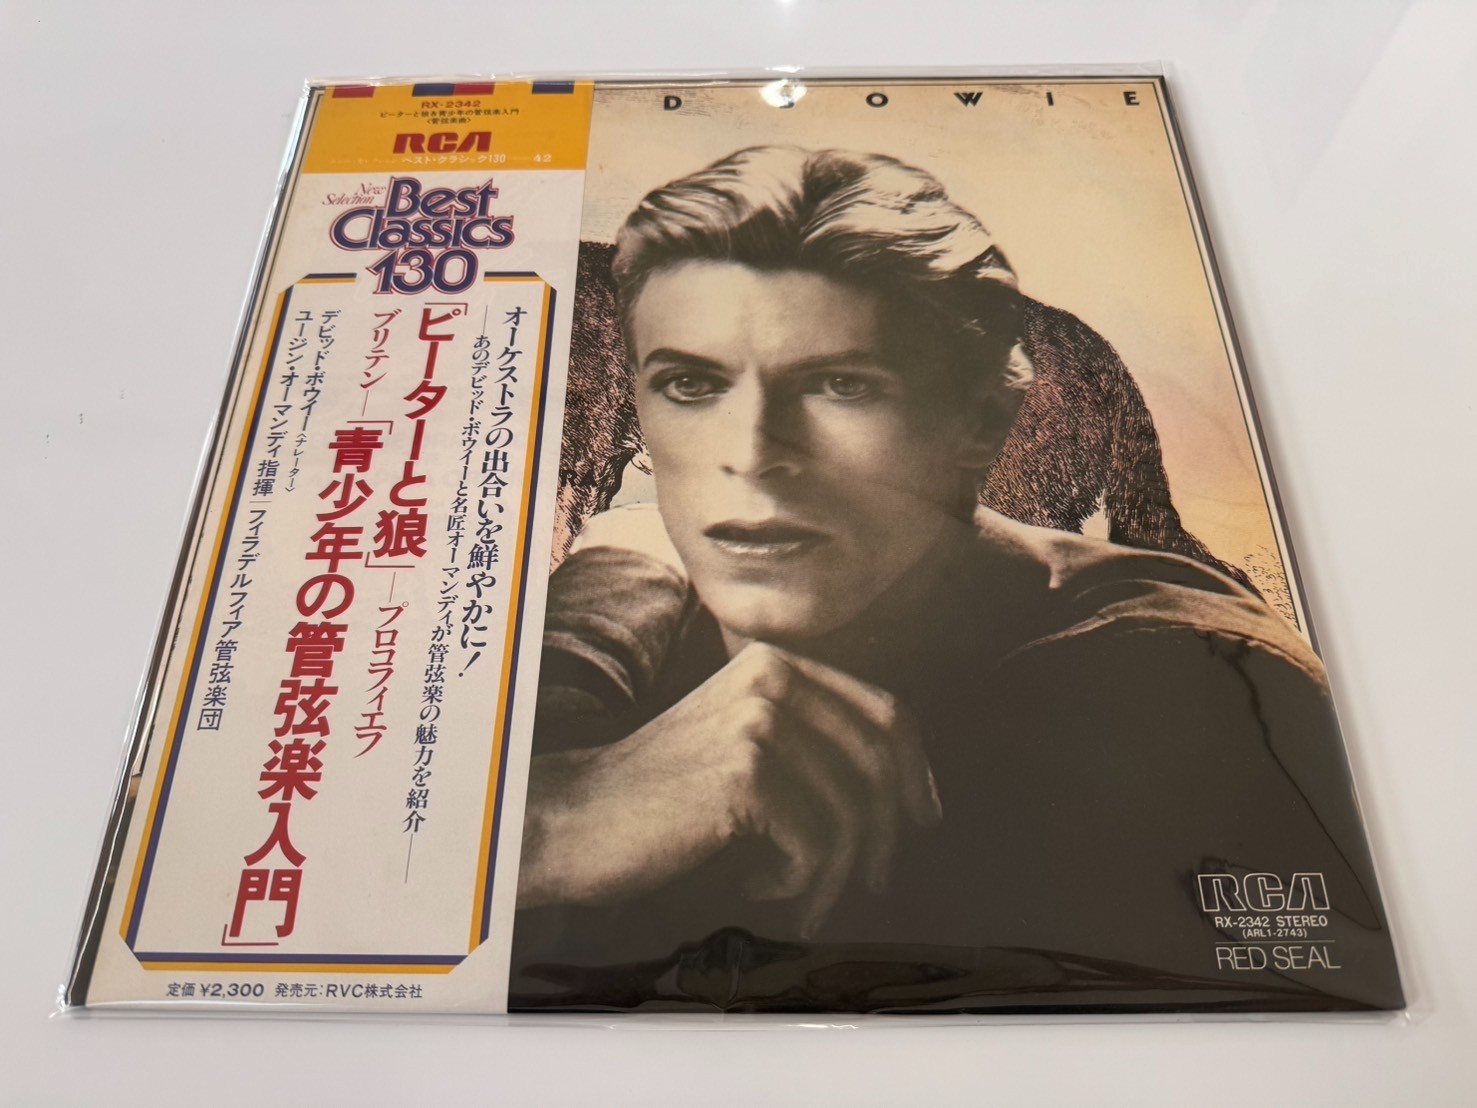 RX-2342
ピーターと狼&青少年の管弦楽入門
(管弦楽曲)
RCA
ベスト・クラシック130 42
New
Selection
Best
Classics
130
オーケストラの出合いを鮮やかに!
——あのデビッド・ボウイーと名匠オーマンディが管弦楽の魅力を紹介——
「ピーターと狼」—プロコフィエフ
ブリテン—「青少年の管弦楽入門」
デビッド・ボウイー〈ナレーター〉
ユージン・オーマンディ指揮/フィラデルフィア管弦楽団
定価 ¥2,300 発売元:RVC株式会社
D BOWIE
RCA
RX-2342 STEREO
(ARL1-2743)
RED SEAL